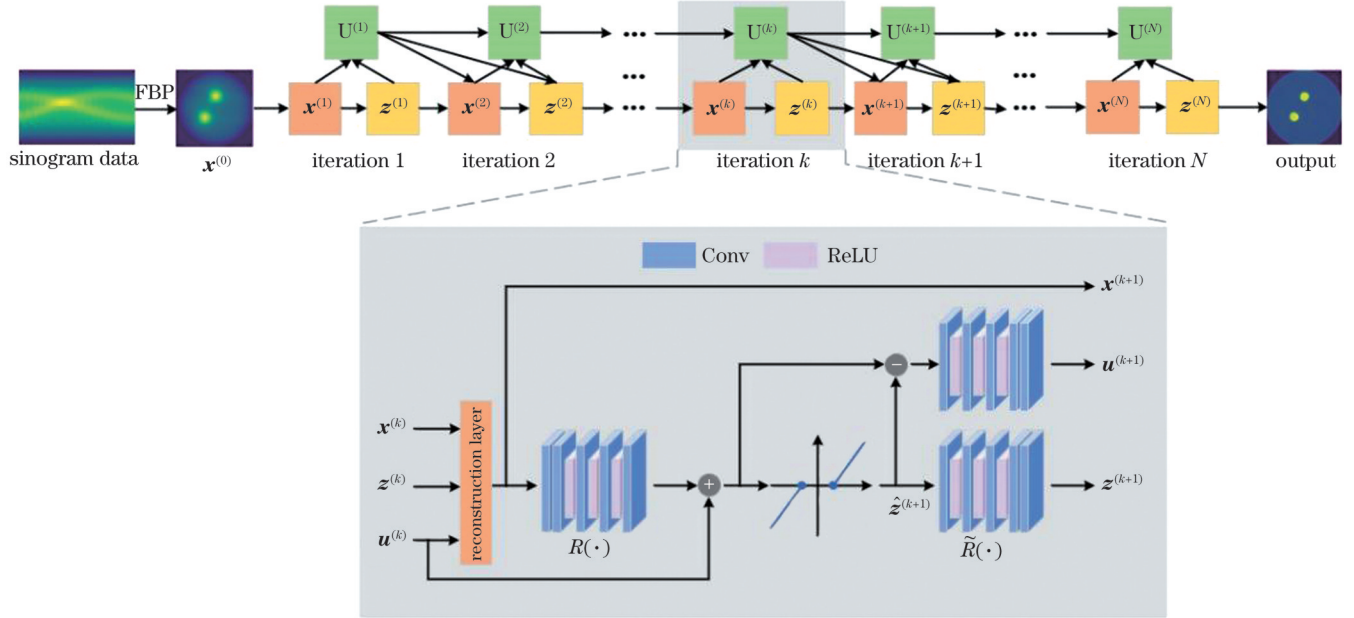 U(1) U(2) ... U(k) U(k+1) ... U(N)
...
FBP x(1) z(1) x(2) z(2) ... x(k) z(k) x(k+1) z(k+1) ... x(N) z(N)
sinogram data x(0) iteration 1 iteration 2 iteration k iteration k+1 iteration N output
Conv ReLU
x(k+1)
−
u(k+1)
x(k)
z(k)
u(k)
reconstruction layer
+
ẑ(k+1)
z(k+1)
R(·)
R̃(·)